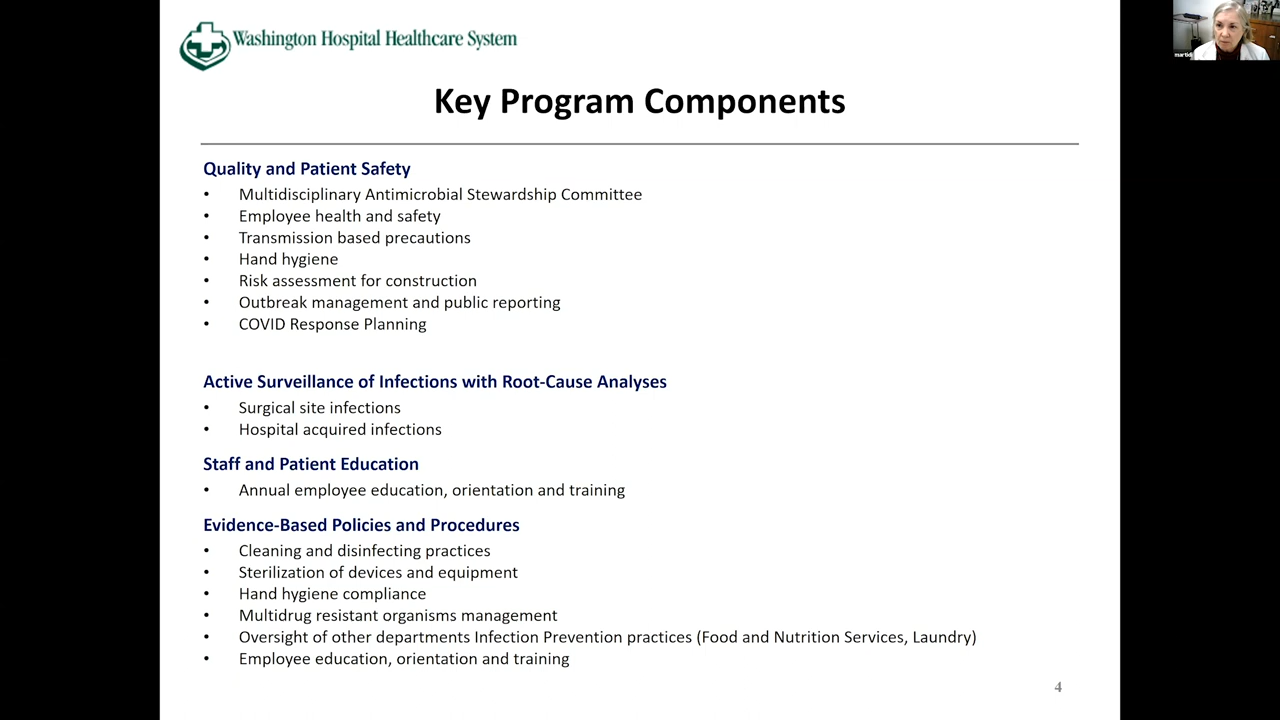 Washington Hospital Healthcare System
Key Program Components
Quality and Patient Safety
• Multidisciplinary Antimicrobial Stewardship Committee
• Employee health and safety
• Transmission based precautions
• Hand hygiene
• Risk assessment for construction
• Outbreak management and public reporting
• COVID Response Planning
Active Surveillance of Infections with Root-Cause Analyses
• Surgical site infections
• Hospital acquired infections
Staff and Patient Education
• Annual employee education, orientation and training
Evidence-Based Policies and Procedures
• Cleaning and disinfecting practices
• Sterilization of devices and equipment
• Hand hygiene compliance
• Multidrug resistant organisms management
• Oversight of other departments Infection Prevention practices (Food and Nutrition Services, Laundry)
• Employee education, orientation and training
4